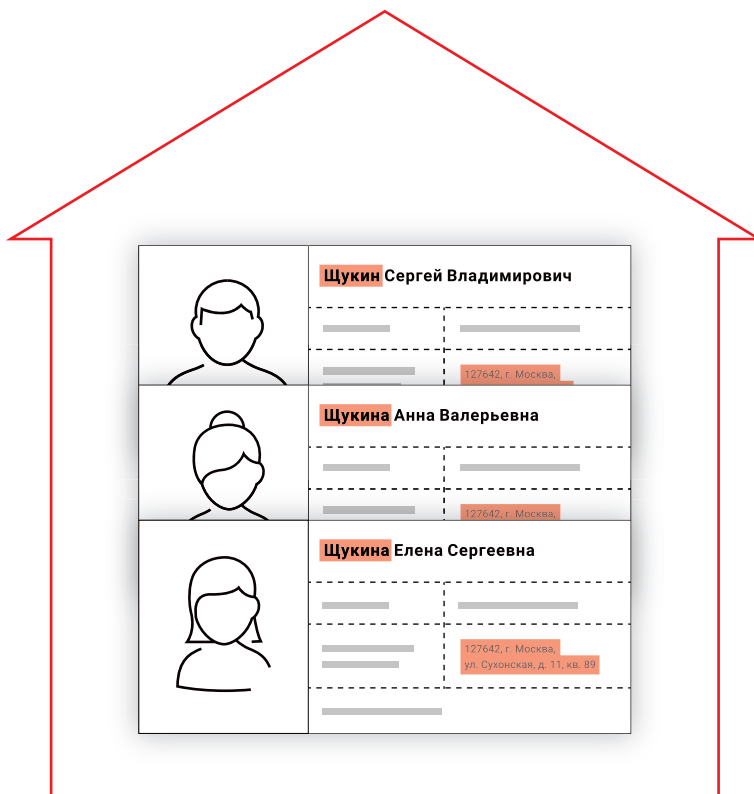 Щукин Сергей Владимирович
127642, г. Москва,
Щукина Анна Валерьевна
127642, г. Москва,
Щукина Елена Сергеевна
127642, г. Москва,
ул. Сухонская, д. 11, кв. 89